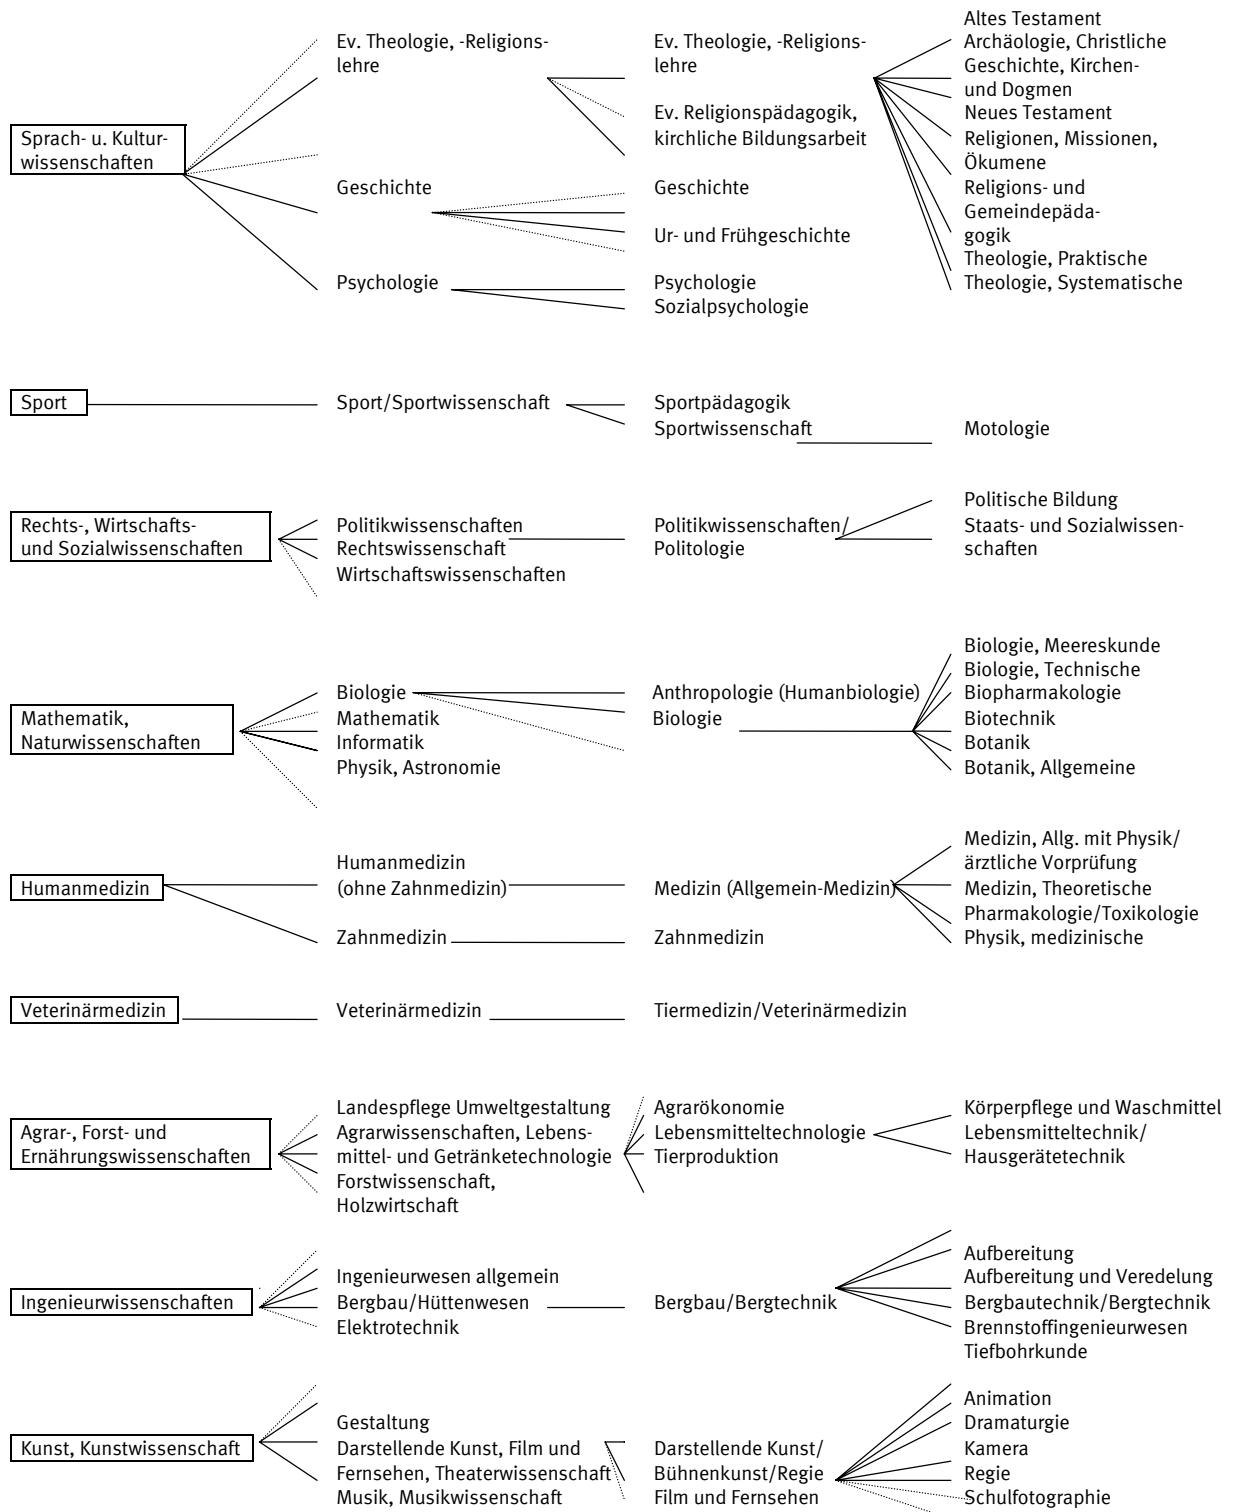 Sprach- u. Kultur-
wissenschaften
Ev. Theologie, -Religions-
lehre
Geschichte
Psychologie
Ev. Theologie, -Religions-
lehre
Ev. Religionspädagogik,
kirchliche Bildungsarbeit
Geschichte
Ur- und Frühgeschichte
Psychologie
Sozialpsychologie
Altes Testament
Archäologie, Christliche
Geschichte, Kirchen-
und Dogmen
Neues Testament
Religionen, Missionen,
Ökumene
Religions- und
Gemeindepäda-
gogik
Theologie, Praktische
Theologie, Systematische
Sport
Sport/Sportwissenschaft
Sportpädagogik
Sportwissenschaft
Motologie
Rechts-, Wirtschafts-
und Sozialwissenschaften
Politikwissenschaften
Rechtswissenschaft
Wirtschaftswissenschaften
Politikwissenschaften/
Politologie
Politische Bildung
Staats- und Sozialwissen-
schaften
Mathematik,
Naturwissenschaften
Biologie
Mathematik
Informatik
Physik, Astronomie
Anthropologie (Humanbiologie)
Biologie
Biologie, Meereskunde
Biologie, Technische
Biopharmakologie
Biotechnik
Botanik
Botanik, Allgemeine
Humanmedizin
Humanmedizin
(ohne Zahnmedizin)
Zahnmedizin
Medizin (Allgemein-Medizin)
Zahnmedizin
Medizin, Allg. mit Physik/
ärztliche Vorprüfung
Medizin, Theoretische
Pharmakologie/Toxikologie
Physik, medizinische
Veterinärmedizin
Veterinärmedizin
Tiermedizin/Veterinärmedizin
Agrar-, Forst- und
Ernährungswissenschaften
Landespflege Umweltgestaltung
Agrarwissenschaften, Lebens-
mittel- und Getränketechnologie
Forstwissenschaft,
Holzwirtschaft
Agrarökonomie
Lebensmitteltechnologie
Tierproduktion
Körperpflege und Waschmittel
Lebensmitteltechnik/
Hausgerätetechnik
Ingenieurwissenschaften
Ingenieurwesen allgemein
Bergbau/Hüttenwesen
Elektrotechnik
Bergbau/Bergtechnik
Aufbereitung
Aufbereitung und Veredelung
Bergbautechnik/Bergtechnik
Brennstoffingenieurwesen
Tiefbohrkunde
Kunst, Kunstwissenschaft
Gestaltung
Darstellende Kunst, Film und
Fernsehen, Theaterwissenschaft
Musik, Musikwissenschaft
Darstellende Kunst/
Bühnenkunst/Regie
Film und Fernsehen
Animation
Dramaturgie
Kamera
Regie
Schulfotographie